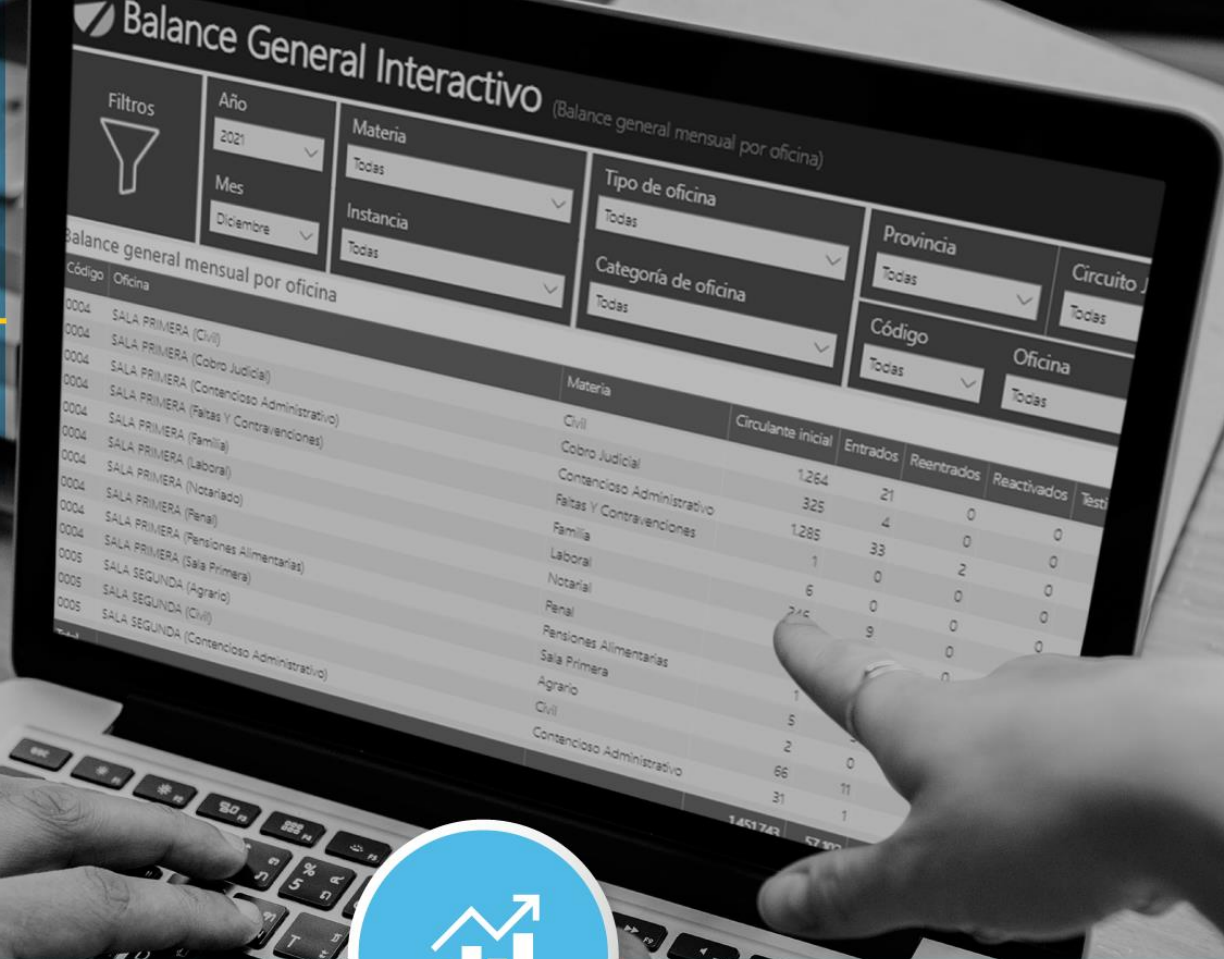 Balance General Interactivo (Balance general mensual por oficina)
Filtros
Año
2021
Mes
Diciembre
Materia
Todas
Instancia
Todas
Tipo de oficina
Todas
Categoría de oficina
Todas
Provincia
Todas
Circuito
Todas
Código
Todas
Oficina
Todas
Balance general mensual por oficina
Código Oficina Materia Circulante inicial Entrados Reentrados Reactivados Testi
0004 SALA PRIMERA (Civil) Civil 1.264 21 0 0
0004 SALA PRIMERA (Cobro Judicial) Cobro Judicial 325 4 0 0
0004 SALA PRIMERA (Contencioso Administrativo) Contencioso Administrativo 1.285 33 2 0
0004 SALA PRIMERA (Faltas Y Contravenciones) Faltas Y Contravenciones 1 0 0 0
0004 SALA PRIMERA (Familia) Familia 6 0 0 0
0004 SALA PRIMERA (Laboral) Laboral 9 0
0004 SALA PRIMERA (Notariado) Notarial
0004 SALA PRIMERA (Penal) Penal 1
0004 SALA PRIMERA (Pensiones Alimentarias) Pensiones Alimentarias 5
0004 SALA PRIMERA (Sala Primera) Sala Primera 2 0
0005 SALA SEGUNDA (Agrario) Agrario 66 11
0005 SALA SEGUNDA (Civil) Civil 31 1
0005 SALA SEGUNDA (Contencioso Administrativo) Contencioso Administrativo
1.451.743
esc
F5
%
5
T